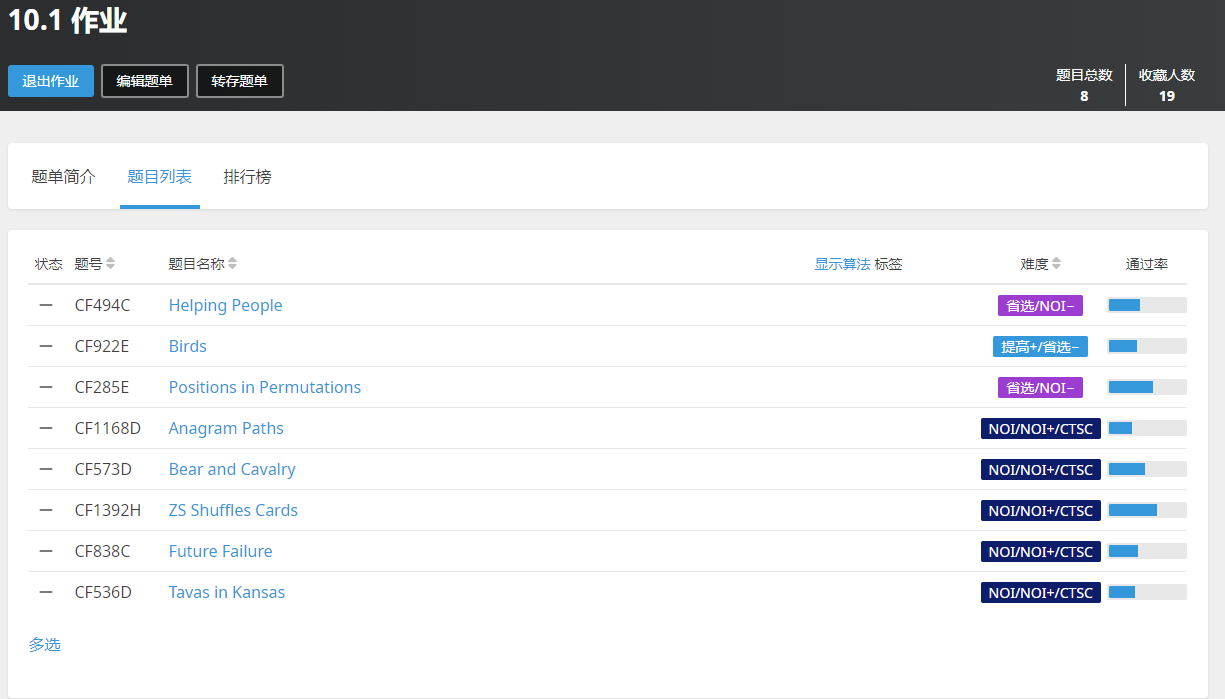 10.1 作业
退出作业 编辑题单 转存题单 题目总数 收藏人数
8 19
题单简介 题目列表 排行榜
状态 题号 题目名称 显示算法 标签 难度 通过率
— CF494C Helping People 省选/NOI−
— CF922E Birds 提高+/省选−
— CF285E Positions in Permutations 省选/NOI−
— CF1168D Anagram Paths NOI/NOI+/CTSC
— CF573D Bear and Cavalry NOI/NOI+/CTSC
— CF1392H ZS Shuffles Cards NOI/NOI+/CTSC
— CF838C Future Failure NOI/NOI+/CTSC
— CF536D Tavas in Kansas NOI/NOI+/CTSC
多选